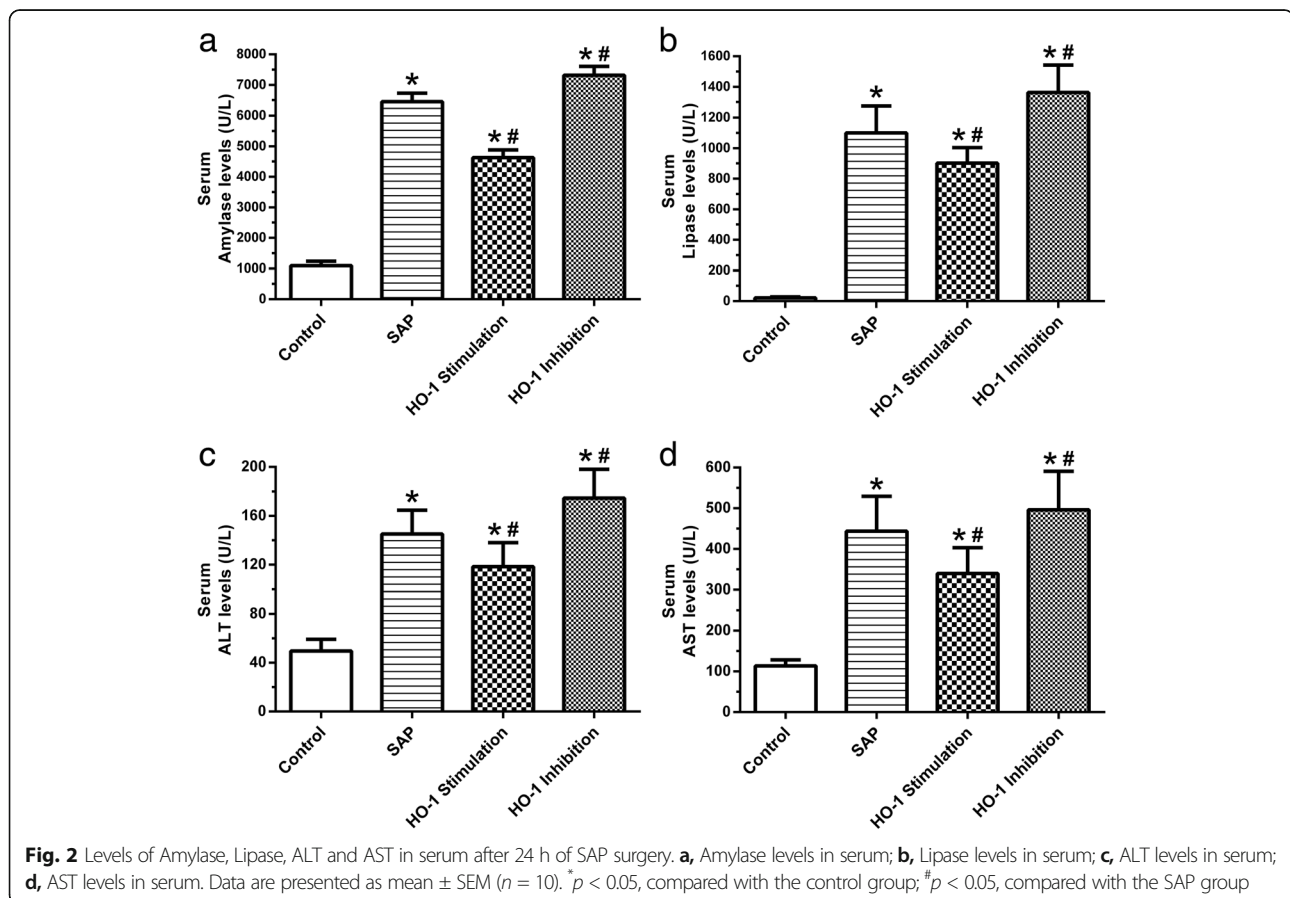 a
Serum
Amylase levels (U/L)
8000
7000
6000
5000
4000
3000
2000
1000
0
*
* #
* #
Control
SAP
HO-1 Stimulation
HO-1 Inhibition
b
Serum
Lipase levels (U/L)
1600
1400
1200
1000
800
600
400
200
0
*
* #
* #
Control
SAP
HO-1 Stimulation
HO-1 Inhibition
c
Serum
ALT levels (U/L)
200
160
120
80
40
0
*
* #
* #
Control
SAP
HO-1 Stimulation
HO-1 Inhibition
d
Serum
AST levels (U/L)
600
500
400
300
200
100
0
*
* #
* #
Control
SAP
HO-1 Stimulation
HO-1 Inhibition
Fig. 2 Levels of Amylase, Lipase, ALT and AST in serum after 24 h of SAP surgery. a, Amylase levels in serum; b, Lipase levels in serum; c, ALT levels in serum;
d, AST levels in serum. Data are presented as mean ± SEM (n = 10). *p < 0.05, compared with the control group; #p < 0.05, compared with the SAP group